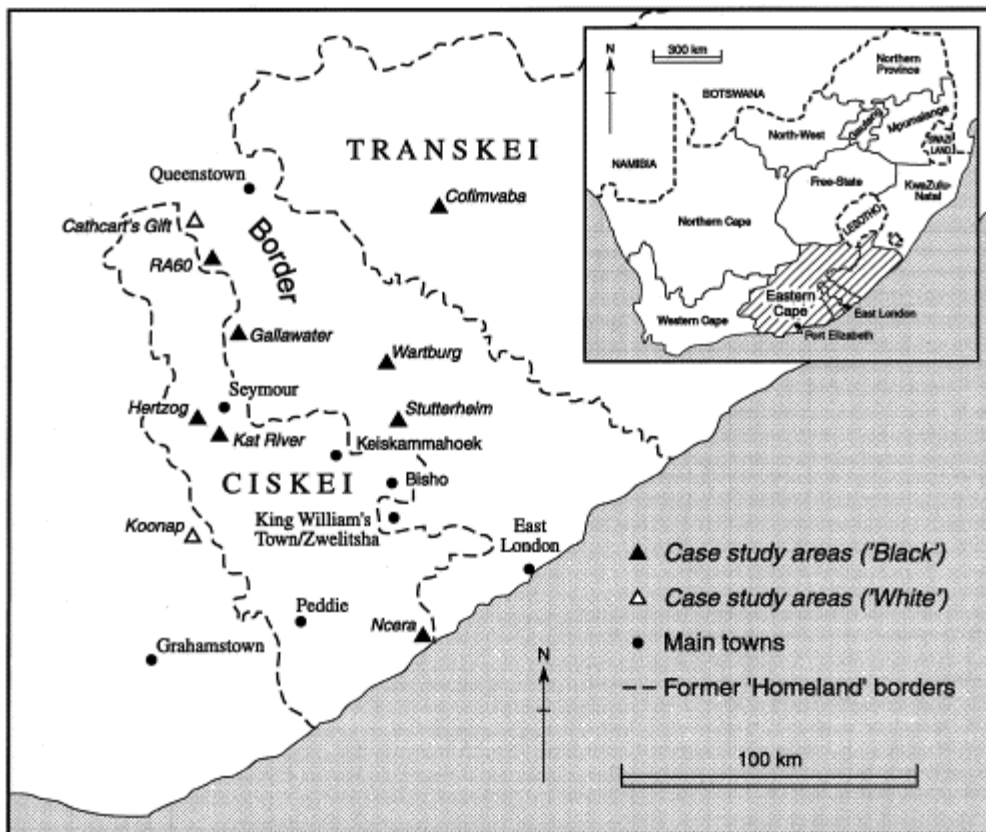 TRANSKEI
Queenstown
Cofimvaba
Cathcart's Gift
RA60
Border
Gallawater
Wartburg
Seymour
Hertzog
Kat River
Stutterheim
Keiskammahoek
CISKEI
Bisho
King William's
Town/Zwelitsha
Koonap
East
London
Peddie
Ncera
Grahamstown
N
300 km
Northern
Province
BOTSWANA
North-West
Gauteng
Mpumalanga
SWAZI
LAND
NAMIBIA
Free-State
KwaZulu-
Natal
Northern Cape
LESOTHO
Eastern
Cape
East London
Western Cape
Port Elizabeth
Case study areas ('Black')
Case study areas ('White')
Main towns
Former 'Homeland' borders
N
100 km